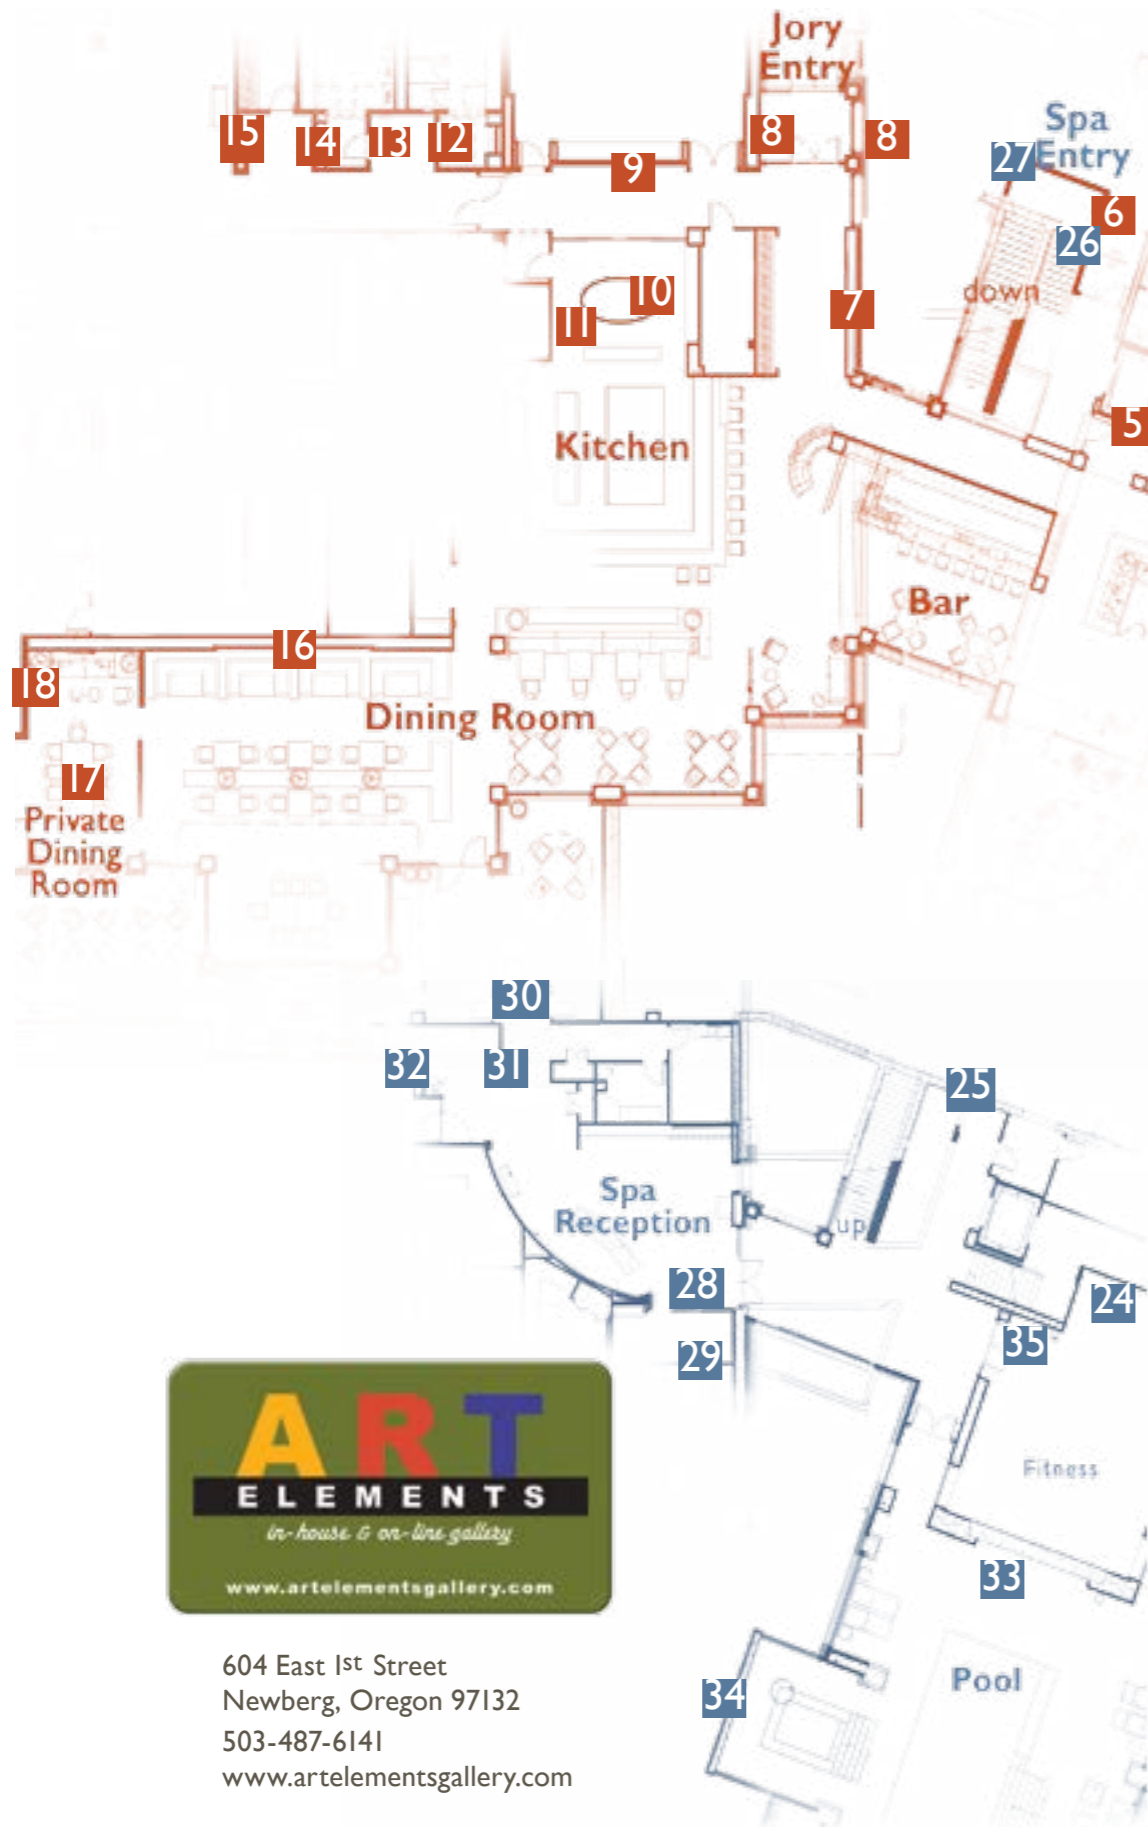 Jory
Entry
15
14
13
12
8
8
9
Spa
Entry
27
6
26
10
11
7
down
5
Kitchen
Bar
16
18
Dining Room
17
Private
Dining
Room
30
32
31
25
Spa
Reception
up
28
24
29
35
ART
ELEMENTS
in-house & on-line gallery
www.artelementsgallery.com
Fitness
33
34
Pool
604 East 1st Street
Newberg, Oregon 97132
503-487-6141
www.artelementsgallery.com